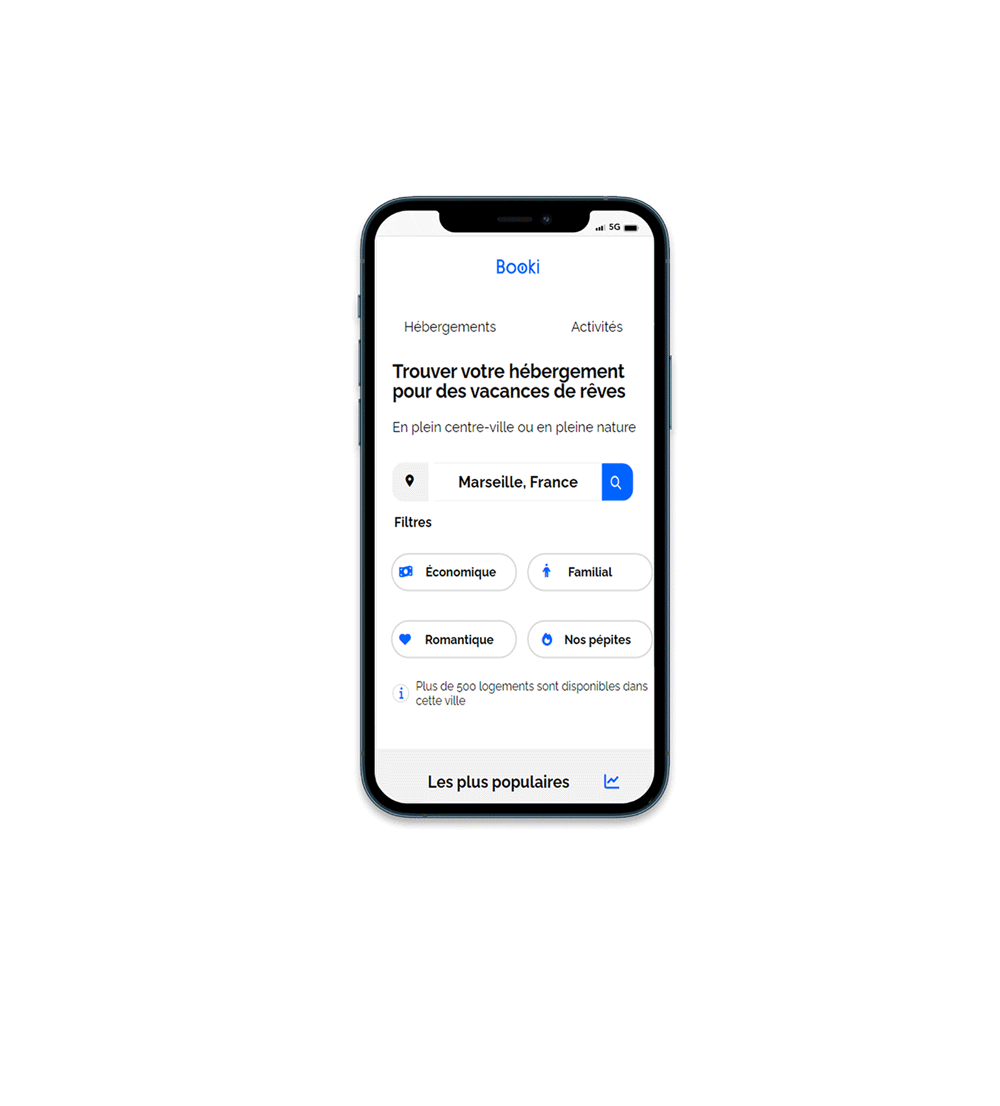 5G
Booki
Hébergements Activités
Trouver votre hébergement
pour des vacances de rêves
En plein centre-ville ou en pleine nature
Marseille, France
Filtres
Économique Familial
Romantique Nos pépites
Plus de 500 logements sont disponibles dans
cette ville
Les plus populaires